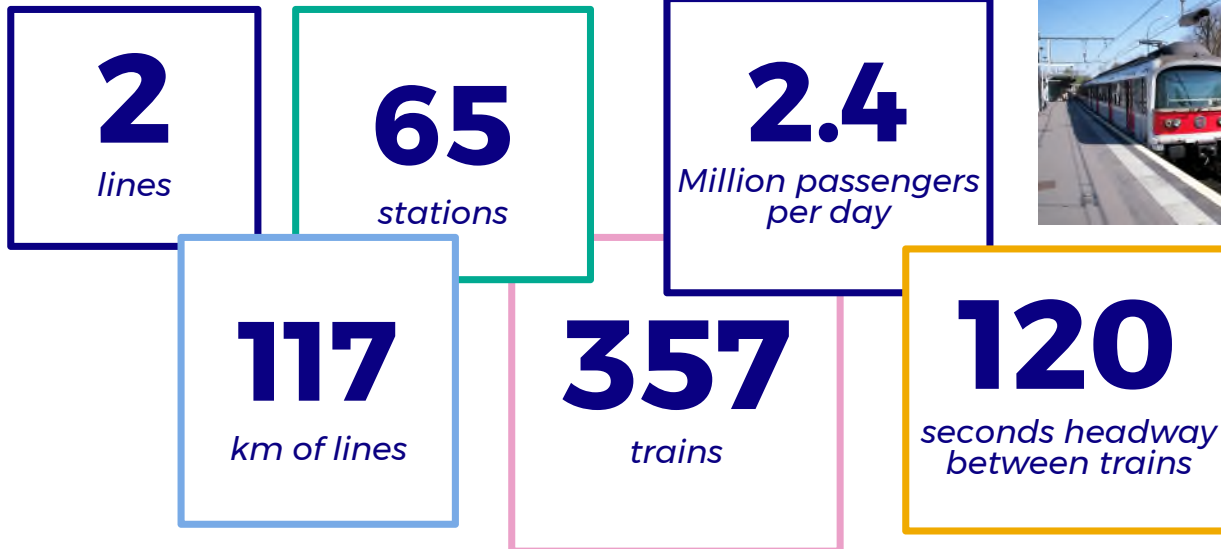 2
lines
65
stations
2.4
Million passengers
per day
117
km of lines
357
trains
120
seconds headway
between trains